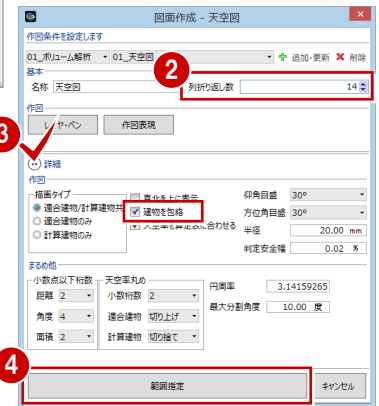 図面作成 - 天空図
作図条件を設定します
01_ボリューム解析 01_天空図 追加・更新 削除
2
基本
名称 天空図 列折り返し数 14
作図
レイヤ・ペン 作図表現
3
詳細
作図
描画タイプ
適合建物/計算建物共
適合建物のみ
計算建物のみ
真北を上に表示
建物を包絡
天空率を算定表に合わせる
仰角目盛 30°
方位角目盛 30°
半径 20.00 mm
判定安全幅 0.02 %
まるめ他
小数点以下桁数
距離 2
角度 4
面積 2
天空率丸め
小数桁数 2
適合建物 切り上げ
計算建物 切り捨て
円周率 3.14159265
最大分割角度 10.00 度
4
範囲指定 キャンセル